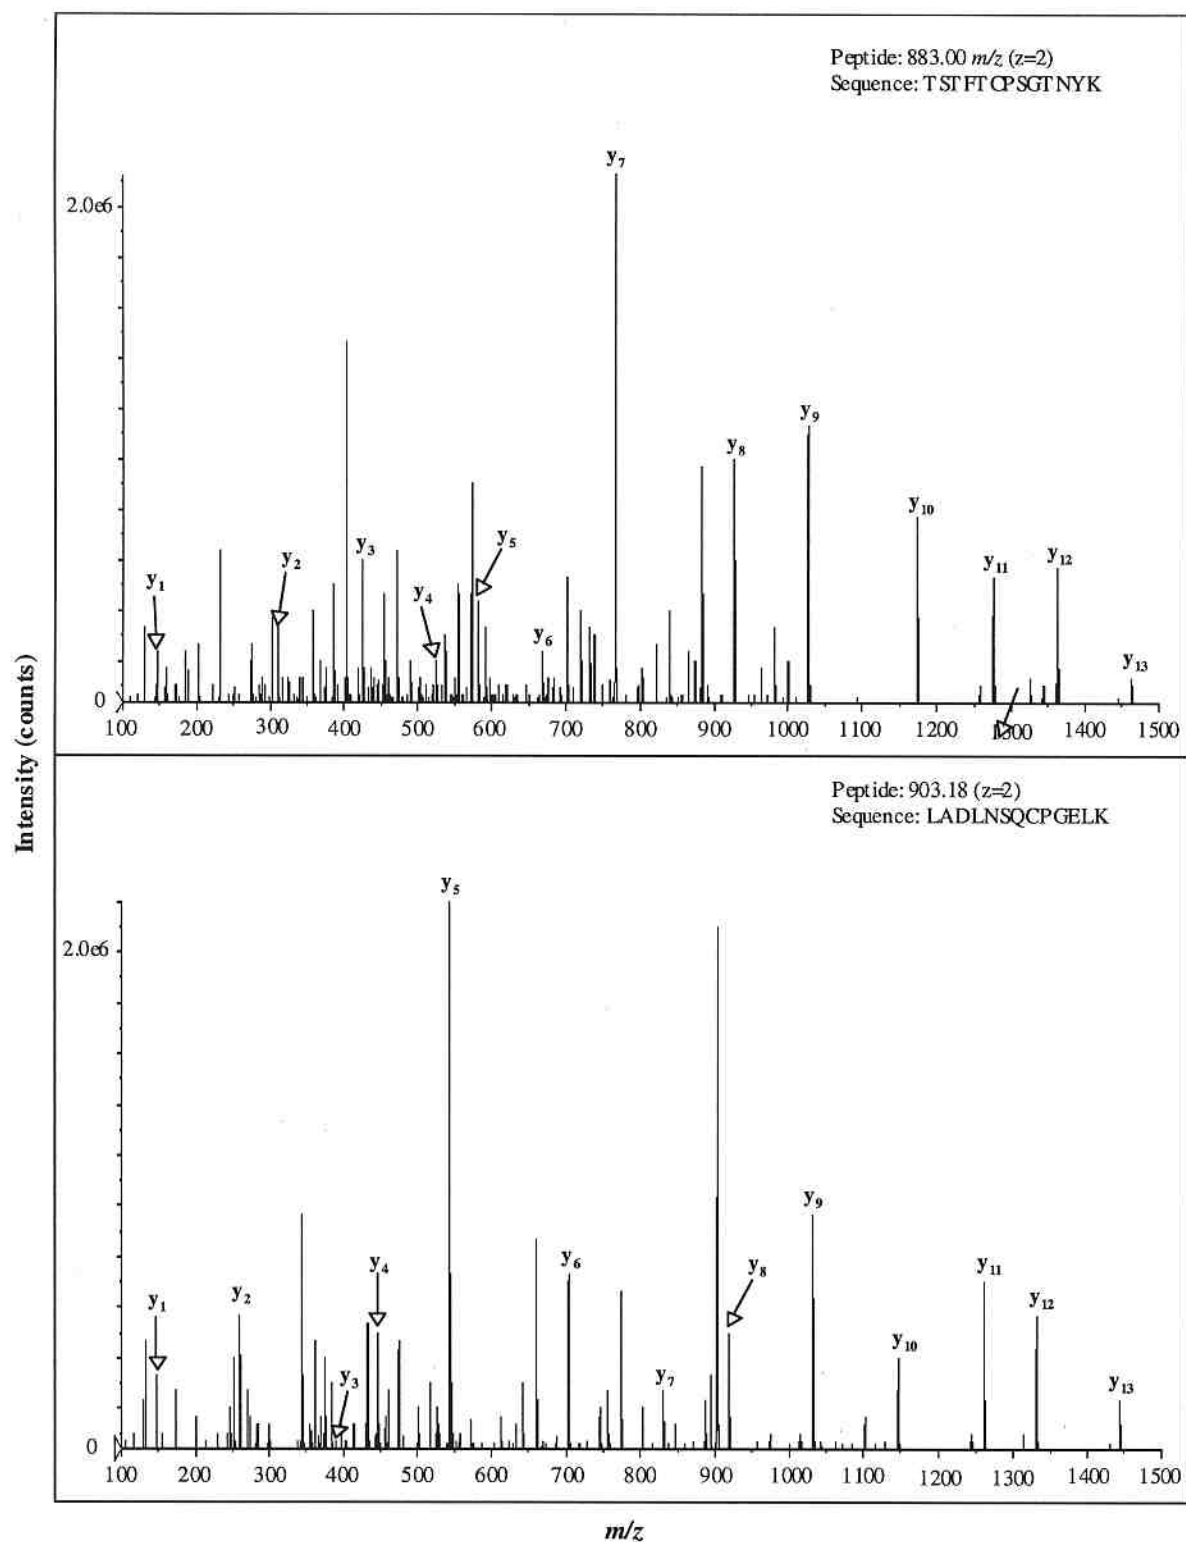 Peptide: 883.00 m/z (z=2)
Sequence: TSTFTCPSGTNYK
y7
2.0e6
y9
y8
y10
y3
y2
y5
y1
y4
y11
y12
y6
y13
0
100 200 300 400 500 600 700 800 900 1000 1100 1200 1300 1400 1500
Intensity (counts)
Peptide: 903.18 (z=2)
Sequence: LADLNSQCPGELK
y5
2.0e6
y9
y4
y6
y8
y11
y1
y2
y12
y10
y3
y7
y13
0
100 200 300 400 500 600 700 800 900 1000 1100 1200 1300 1400 1500
m/z